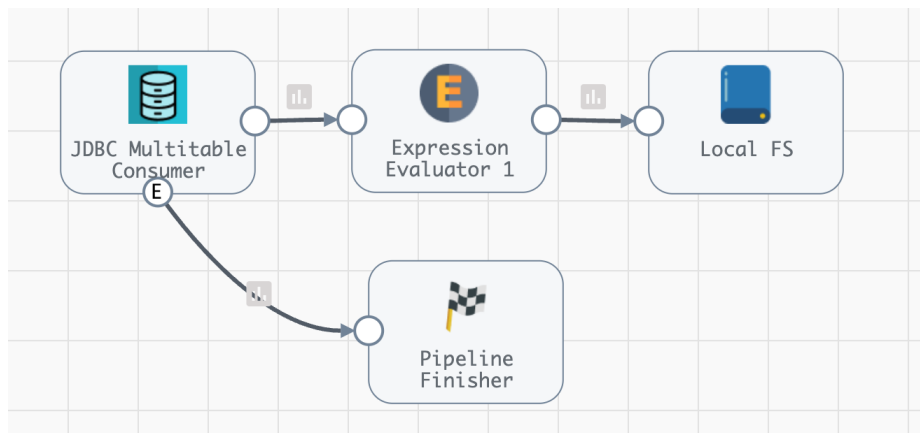 JDBC Multitable
Consumer
E
E
Expression
Evaluator 1
Local FS
Pipeline
Finisher